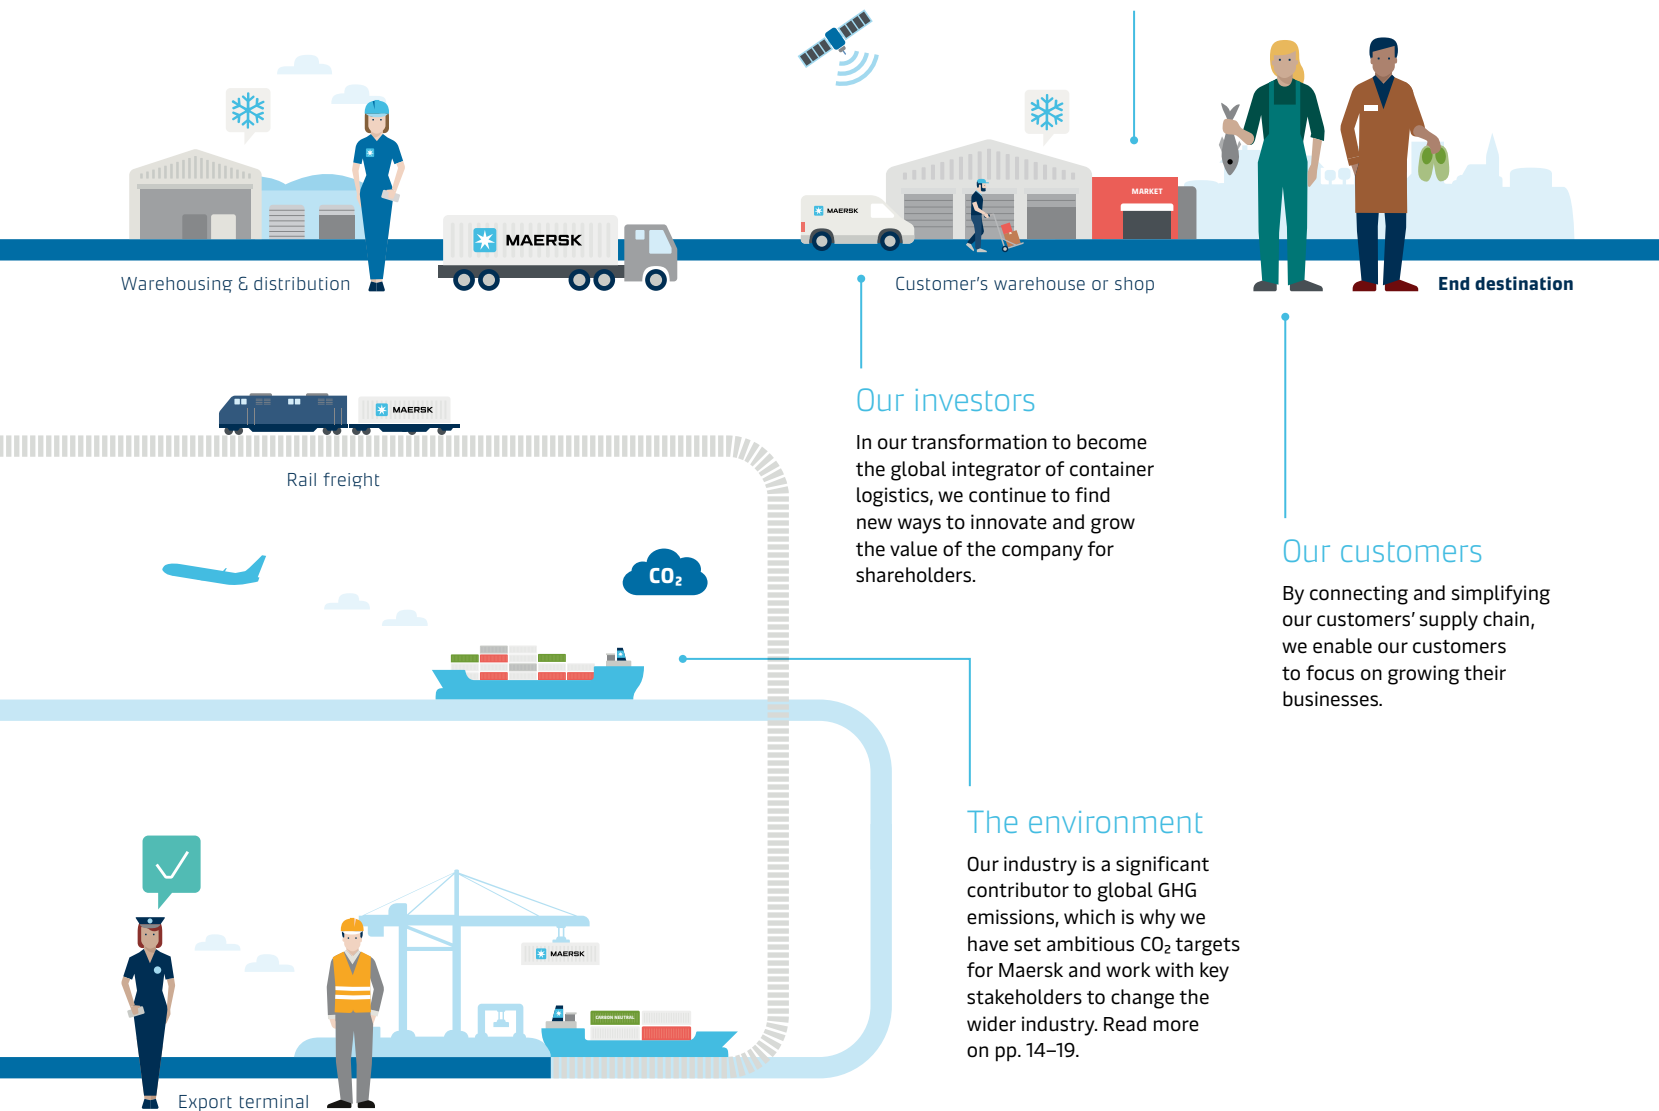 MARKET
MAERSK
MAERSK
Warehousing & distribution
Customer's warehouse or shop
End destination
MAERSK
Rail freight
Our investors
In our transformation to become
the global integrator of container
logistics, we continue to find
new ways to innovate and grow
the value of the company for
shareholders.
CO₂
Our customers
By connecting and simplifying
our customers' supply chain,
we enable our customers
to focus on growing their
businesses.
The environment
Our industry is a significant
contributor to global GHG
emissions, which is why we
have set ambitious CO₂ targets
for Maersk and work with key
stakeholders to change the
wider industry. Read more
on pp. 14–19.
MAERSK
CARBON NEUTRAL
Export terminal